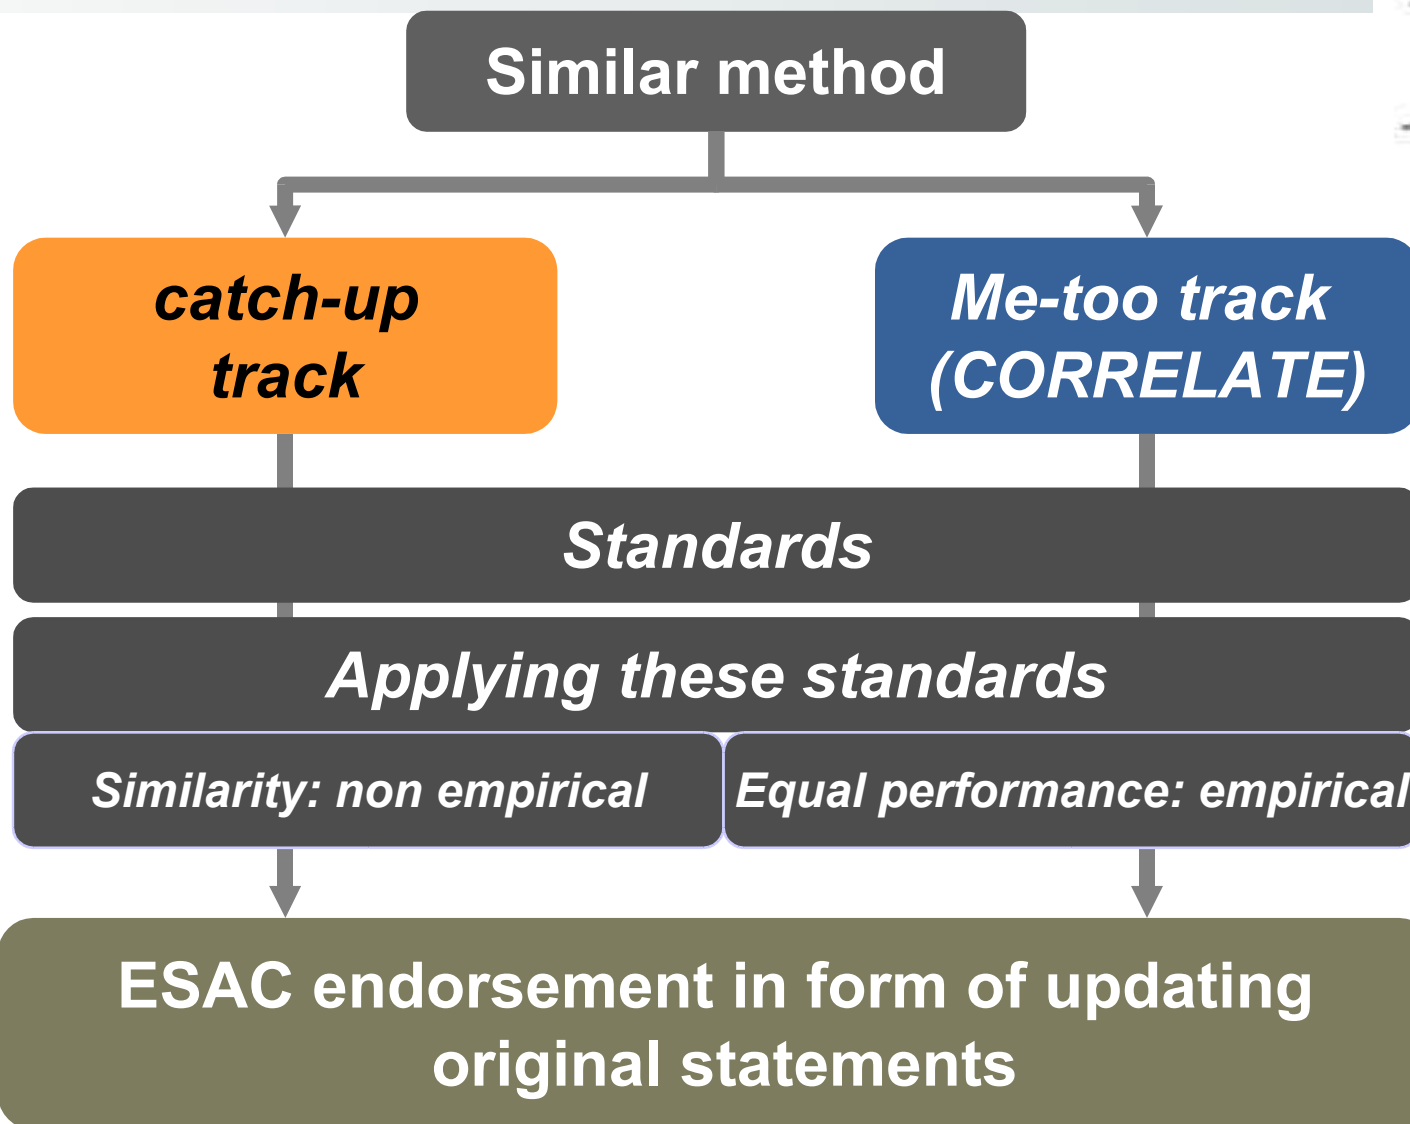 Similar method
catch-up
track
Me-too track
(CORRELATE)
Standards
Applying these standards
Similarity: non empirical
Equal performance: empirical
ESAC endorsement in form of updating
original statements